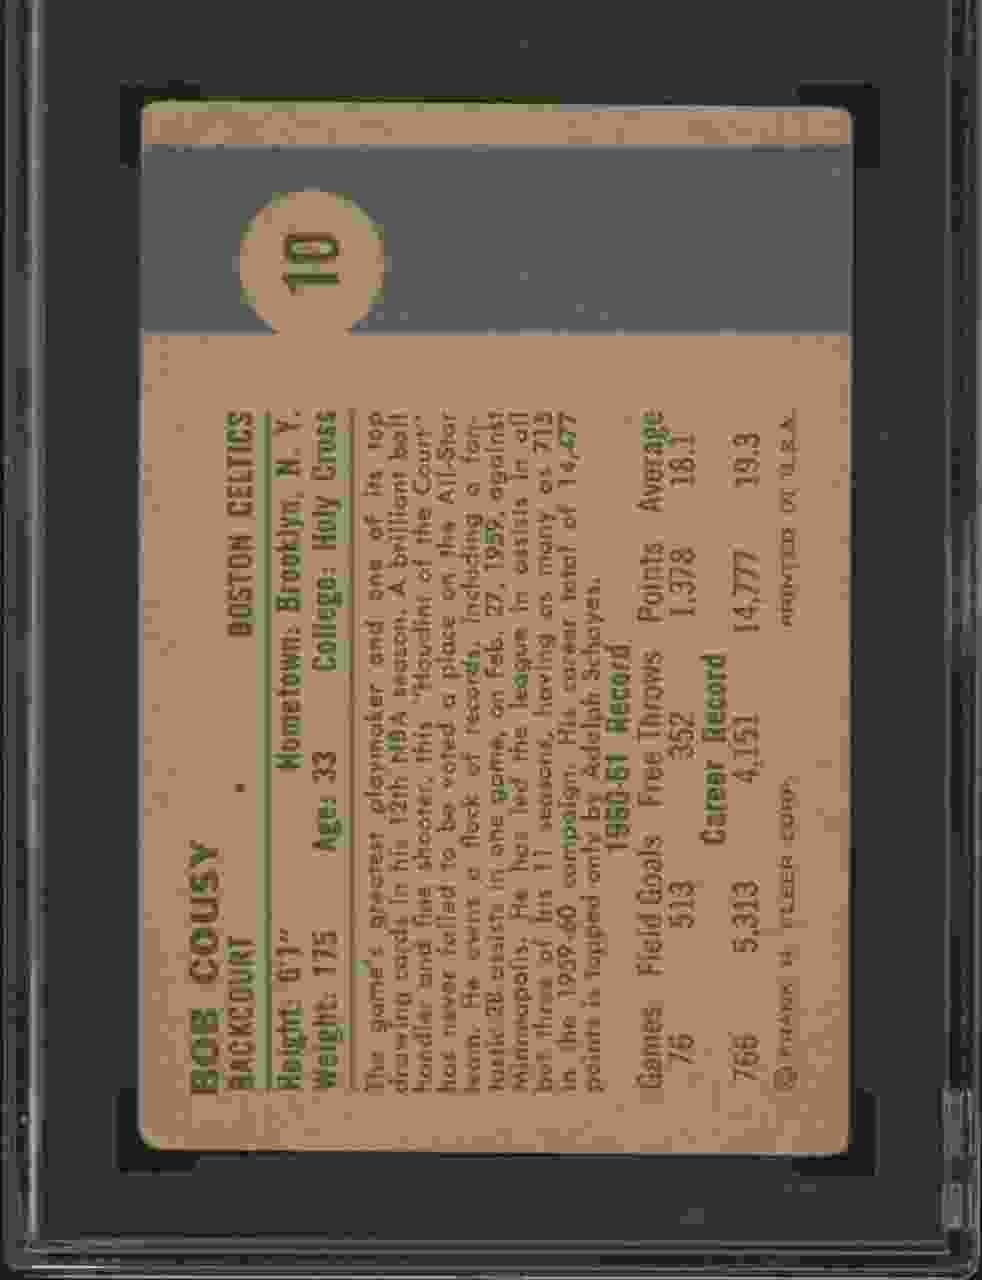 10
BOB COUSY
BACKCOURT BOSTON CELTICS
Height: 6'1" Hometown: Brooklyn, N. Y.
Weight: 175 Age: 33 College: Holy Cross
The game's greatest playmaker and one of its top
drawing cards in his 12th NBA season. A brilliant ball
handler and fine shooter, this "Houdini of the Court"
has never failed to be voted a place on the All-Star
team. He owns a flock of records, including a fan-
tastic 28 assists in one game, on Feb. 27, 1959, against
Minneapolis. He has led the league in assists in all
but three of his 11 seasons, having as many as 715
in the 1959-60 campaign. His career total of 14,477
points is topped only by Adolph Schayes.
1960-61 Record
Games Field Goals Free Throws Points Average
76 513 352 1,378 18.1
Career Record
766 5,313 4,151 14,777 19.3
© FRANK H. FLEER CORP. PRINTED IN U.S.A.